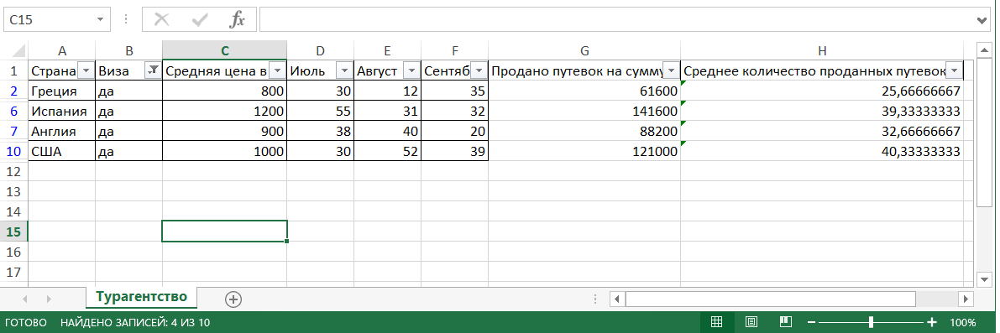 C15 fx
A B C D E F G H
1 Страна Виза Средняя цена в Июль Август Сентяб Продано путевок на сумму Среднее количество проданных путевок
2 Греция да 800 30 12 35 61600 25,66666667
6 Испания да 1200 55 31 32 141600 39,33333333
7 Англия да 900 38 40 20 88200 32,66666667
10 США да 1000 30 52 39 121000 40,33333333
12
13
14
15
16
17
Турагентство
ГОТОВО НАЙДЕНО ЗАПИСЕЙ: 4 ИЗ 10 100%